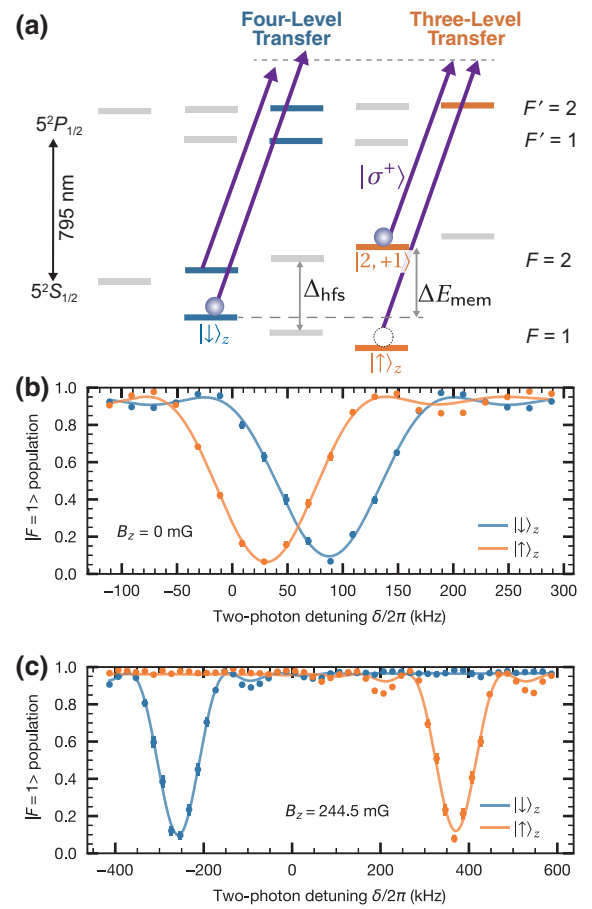 (a)
Four-Level Three-Level
Transfer Transfer
5²P₁/₂
F′ = 2
F′ = 1
795 nm
|σ⁺⟩
|2, +1⟩
F = 2
5²S₁/₂
Δhfs
ΔEmem
|↓⟩z
F = 1
|↑⟩z
(b)
1.0
0.8
0.6
0.4
0.2
0.0
|F = 1> population
Bz = 0 mG
|↓⟩z
|↑⟩z
−100 −50 0 50 100 150 200 250 300
Two-photon detuning δ/2π (kHz)
(c)
1.0
0.8
0.6
0.4
0.2
0.0
|F = 1> population
Bz = 244.5 mG
|↓⟩z
|↑⟩z
−400 −200 0 200 400 600
Two-photon detuning δ/2π (kHz)